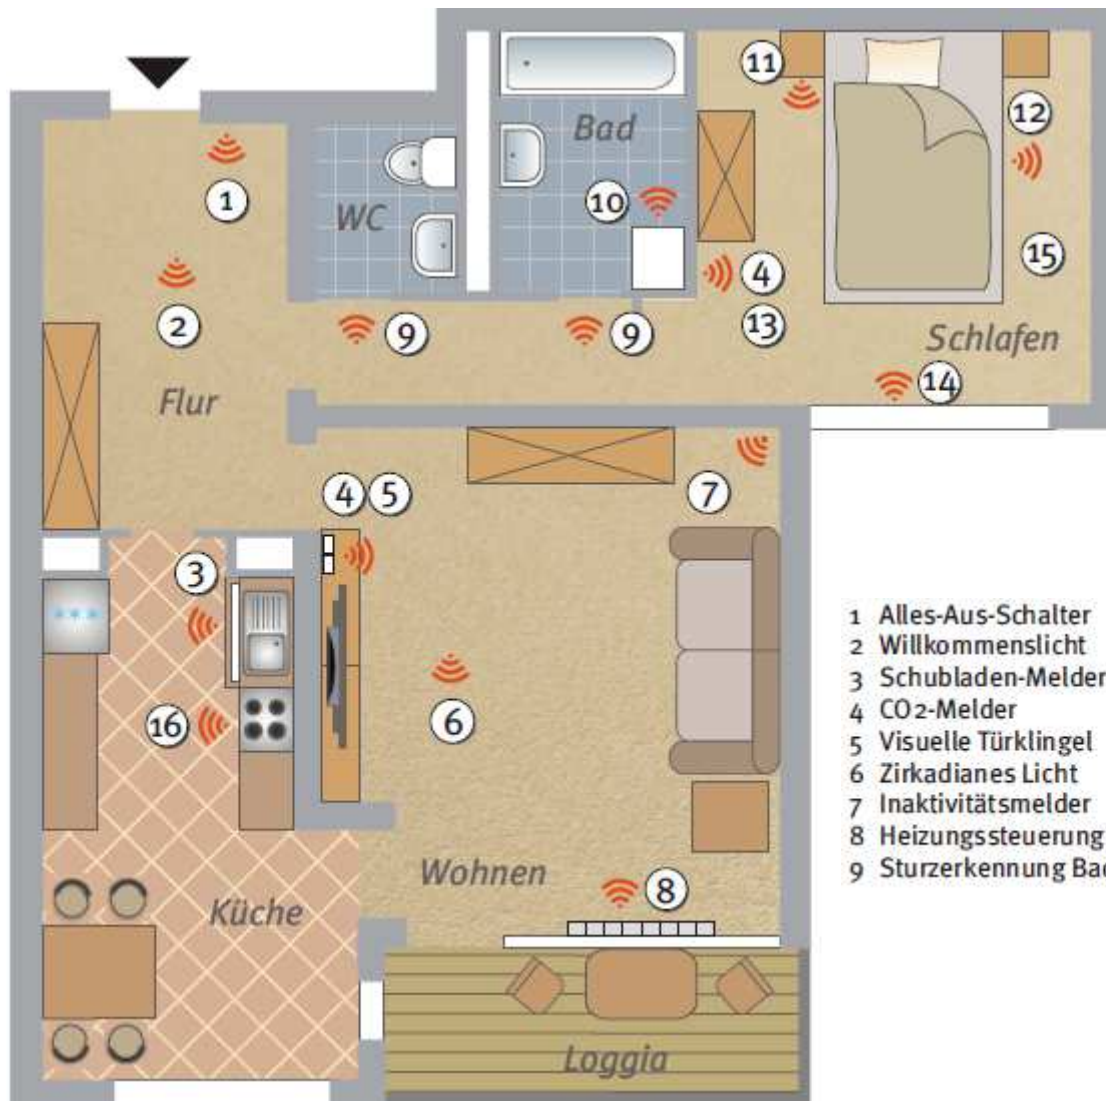 11
Bad
12
1
10
WC
4
15
2
9
9
13
Schlafen
14
Flur
4 5
7
3
1 Alles-Aus-Schalter
2 Willkommenslicht
3 Schubladen-Melder
16
6
4 CO2-Melder
5 Visuelle Türklingel
6 Zirkadianes Licht
7 Inaktivitätsmelder
8 Heizungssteuerung
9 Sturzerkennung Bad
Wohnen
8
Küche
Loggia